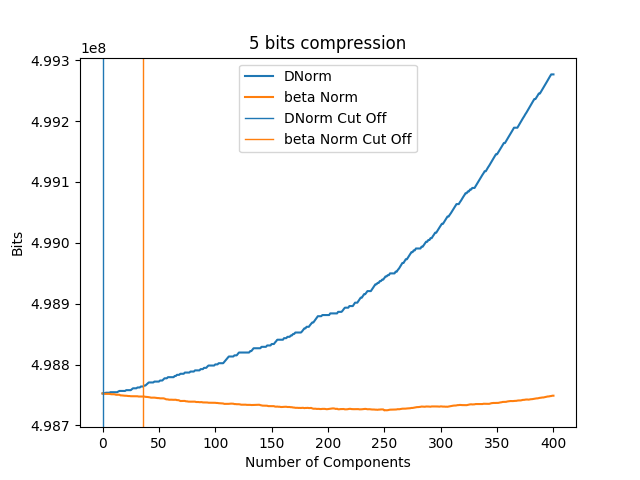 5 bits compression
1e8
4.993
4.992
4.991
4.990
4.989
4.988
4.987
Bits
DNorm
beta Norm
DNorm Cut Off
beta Norm Cut Off
0 50 100 150 200 250 300 350 400
Number of Components